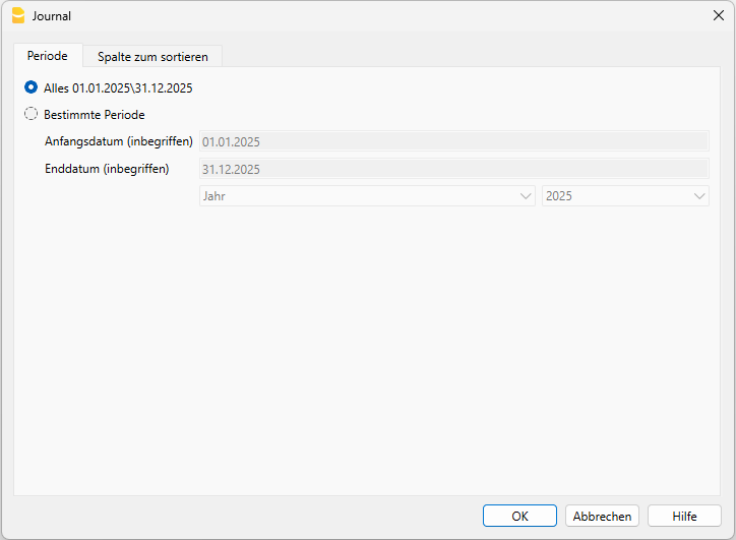 Journal
Periode
Spalte zum sortieren
Alles 01.01.2025\31.12.2025
Bestimmte Periode
Anfangsdatum (inbegriffen) 01.01.2025
Enddatum (inbegriffen) 31.12.2025
Jahr 2025
OK Abbrechen Hilfe